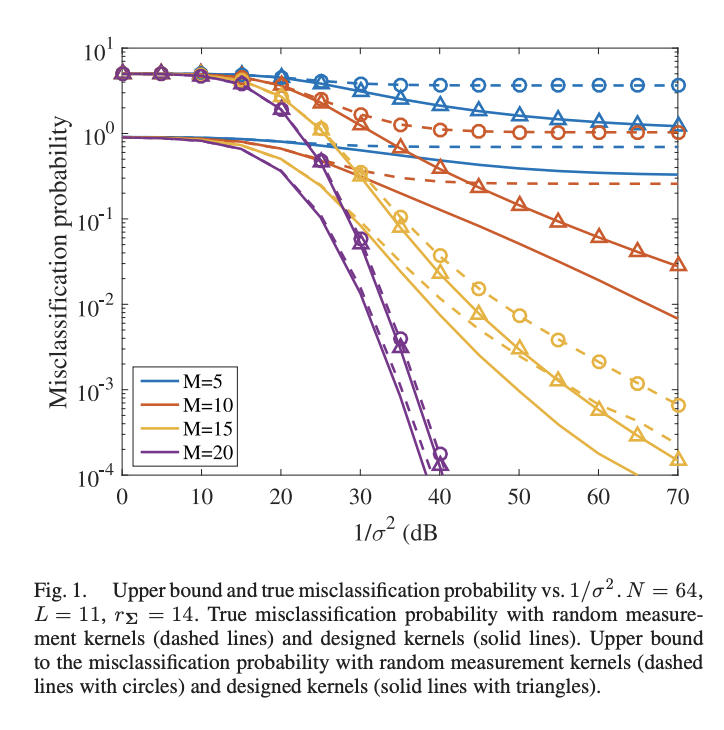 10^1
10^0
10^-1
10^-2
10^-3
10^-4
Misclassification probability
M=5
M=10
M=15
M=20
0 10 20 30 40 50 60 70
1/σ^2 (dB
Fig. 1. Upper bound and true misclassification probability vs. 1/σ^2. N = 64,
L = 11, r_Σ = 14. True misclassification probability with random measure-
ment kernels (dashed lines) and designed kernels (solid lines). Upper bound
to the misclassification probability with random measurement kernels (dashed
lines with circles) and designed kernels (solid lines with triangles).